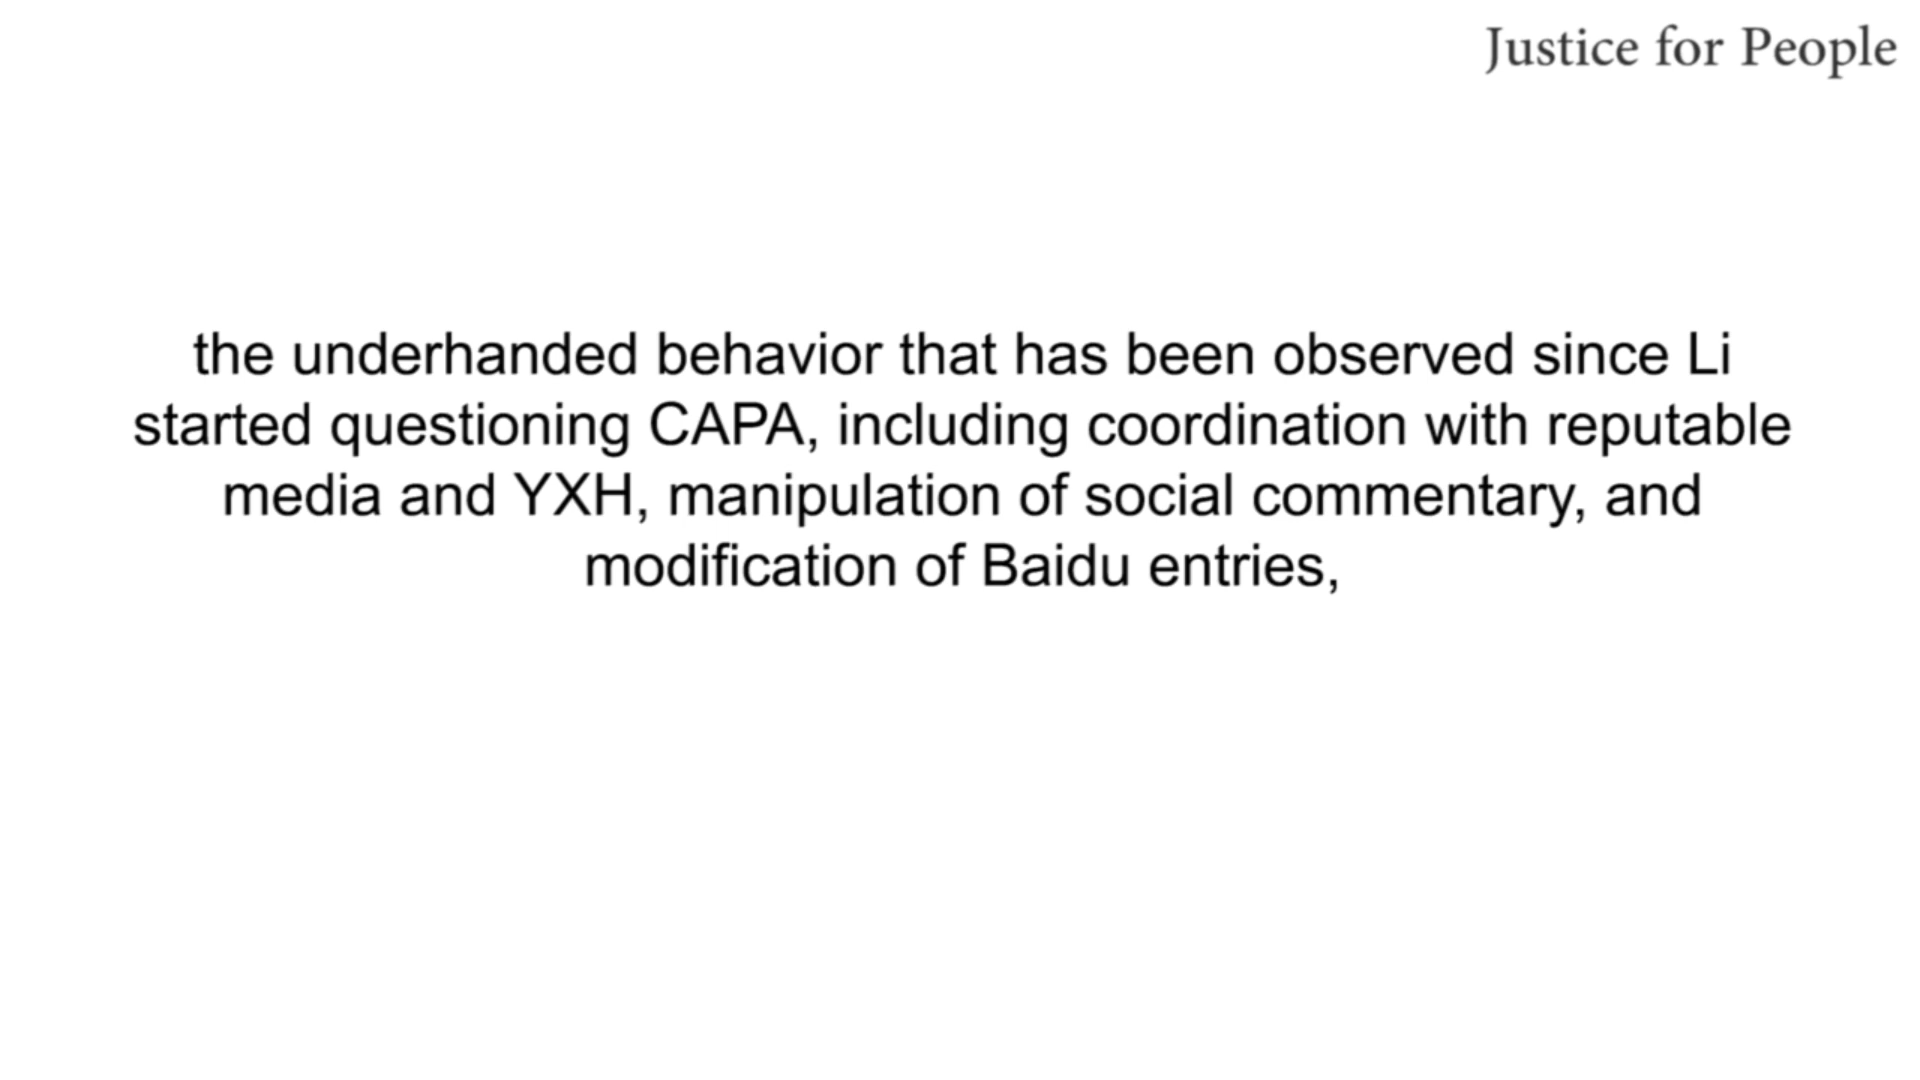 Justice for People
the underhanded behavior that has been observed since Li
started questioning CAPA, including coordination with reputable
media and YXH, manipulation of social commentary, and
modification of Baidu entries,